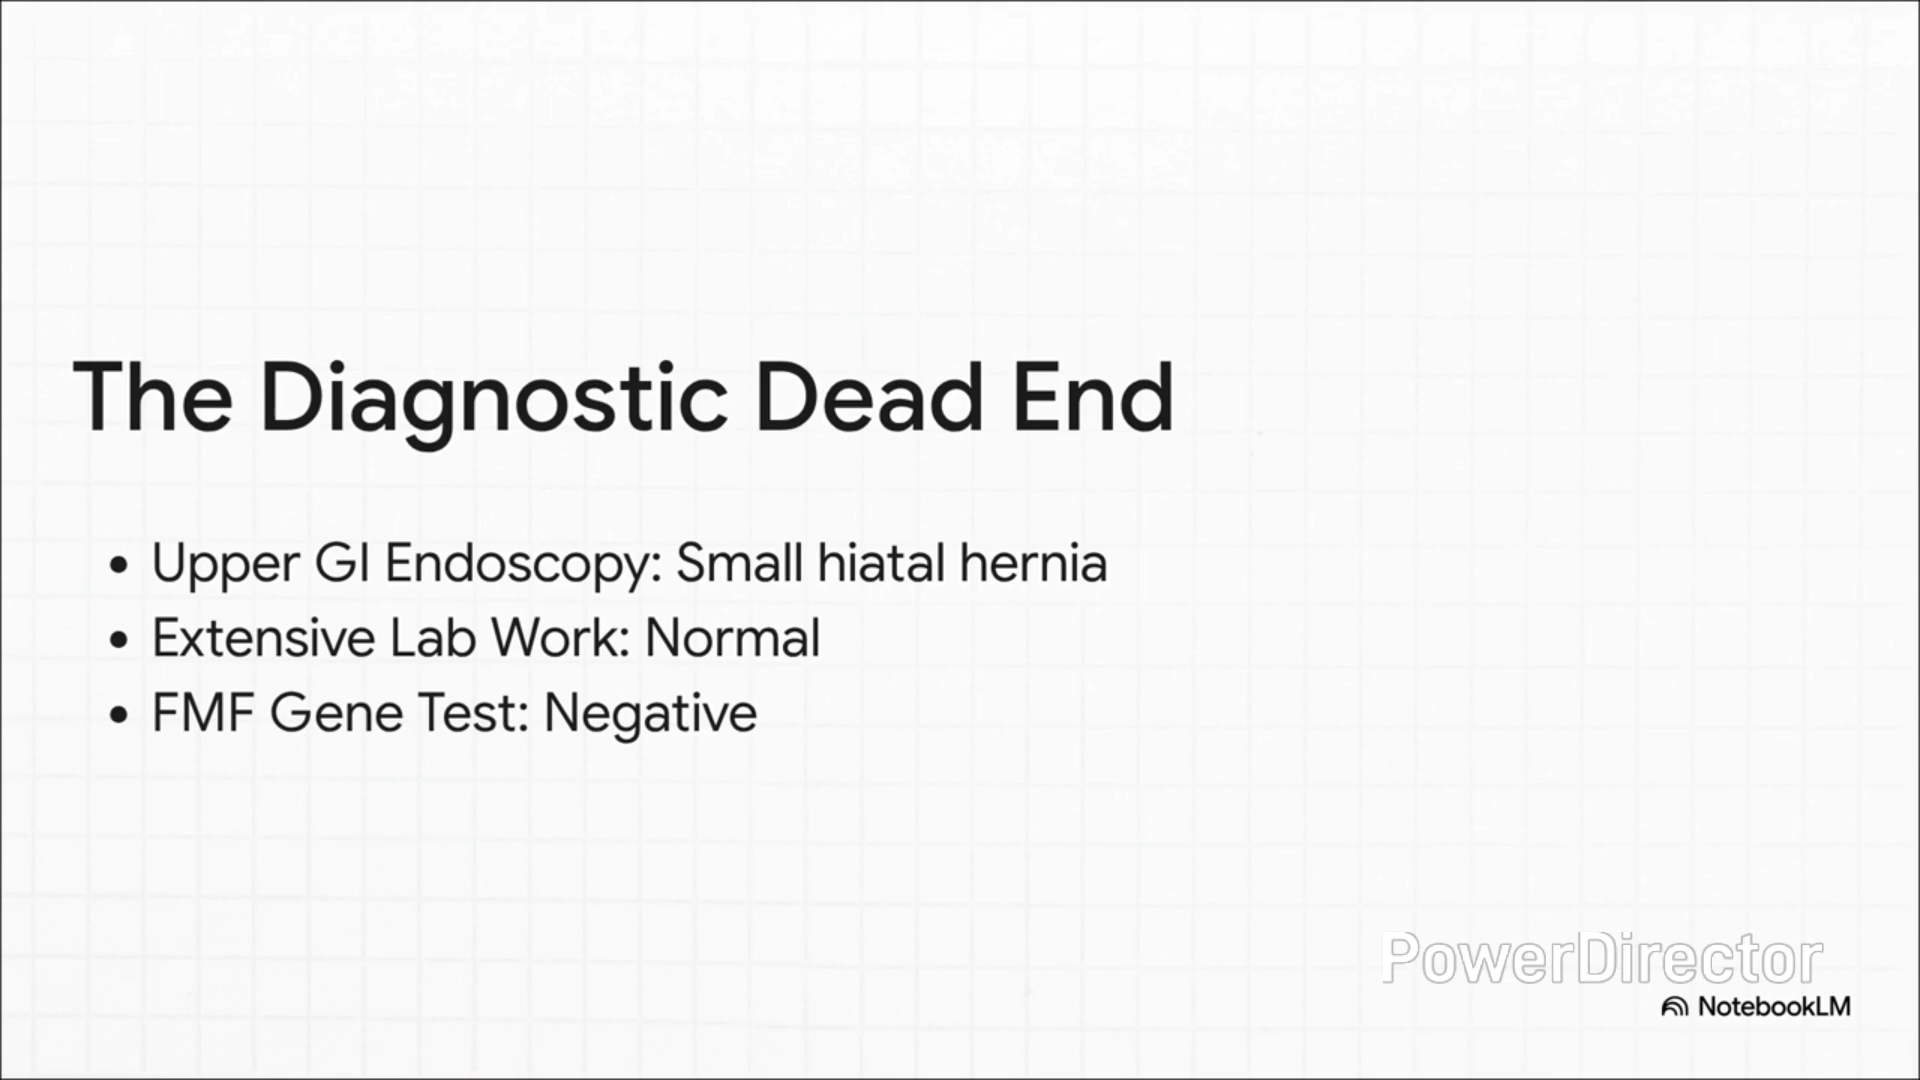 The Diagnostic Dead End
• Upper GI Endoscopy: Small hiatal hernia
• Extensive Lab Work: Normal
• FMF Gene Test: Negative
PowerDirector
NotebookLM